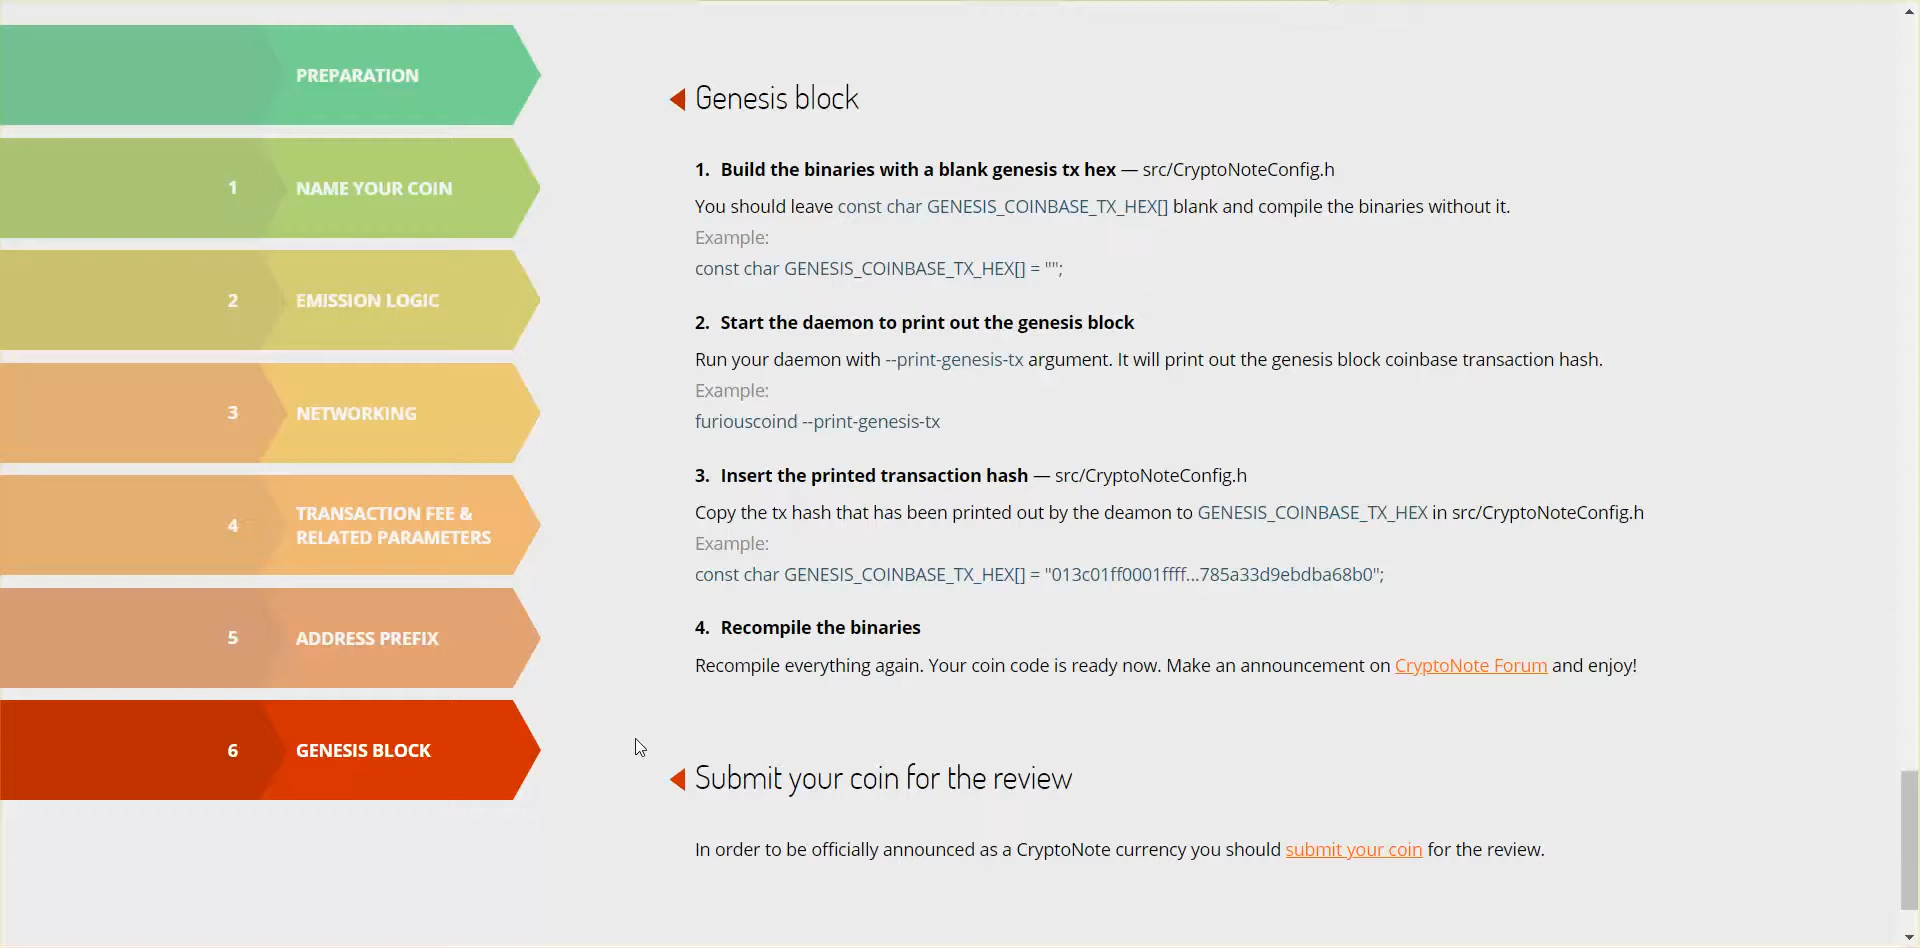 PREPARATION
1 NAME YOUR COIN
2 EMISSION LOGIC
3 NETWORKING
4 TRANSACTION FEE &
RELATED PARAMETERS
5 ADDRESS PREFIX
6 GENESIS BLOCK
Genesis block
1. Build the binaries with a blank genesis tx hex — src/CryptoNoteConfig.h
You should leave const char GENESIS_COINBASE_TX_HEX[] blank and compile the binaries without it.
Example:
const char GENESIS_COINBASE_TX_HEX[] = "";
2. Start the daemon to print out the genesis block
Run your daemon with --print-genesis-tx argument. It will print out the genesis block coinbase transaction hash.
Example:
furiouscoind --print-genesis-tx
3. Insert the printed transaction hash — src/CryptoNoteConfig.h
Copy the tx hash that has been printed out by the deamon to GENESIS_COINBASE_TX_HEX in src/CryptoNoteConfig.h
Example:
const char GENESIS_COINBASE_TX_HEX[] = "013c01ff0001ffff...785a33d9ebdba68b0";
4. Recompile the binaries
Recompile everything again. Your coin code is ready now. Make an announcement on CryptoNote Forum and enjoy!
Submit your coin for the review
In order to be officially announced as a CryptoNote currency you should submit your coin for the review.